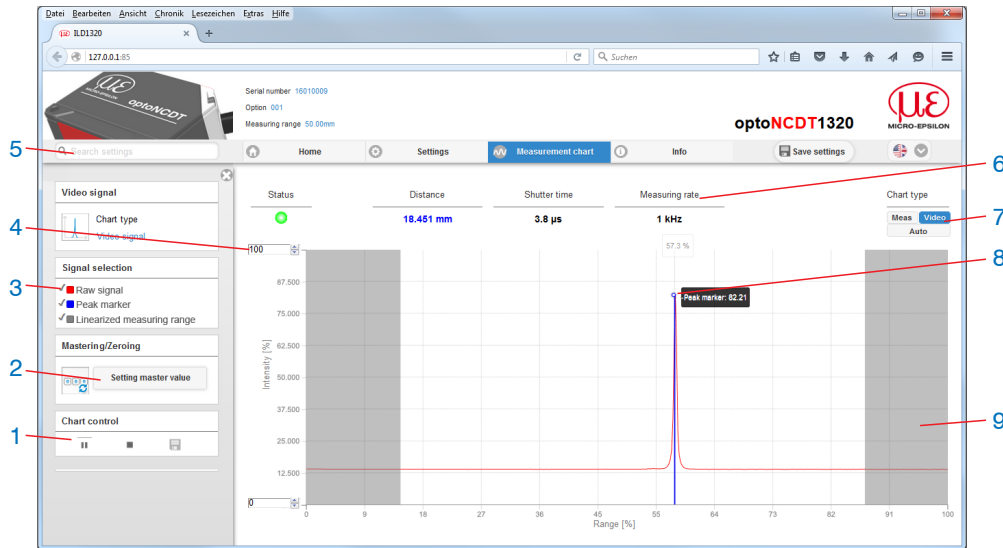 Datei Bearbeiten Ansicht Chronik Lesezeichen Extras Hilfe
ILD1320 × +
127.0.0.1:85
Suchen
MICRO-EPSILON
optoNCDT
Serial number 16010009
Option 001
Measuring range 50.00mm
optoNCDT1320
με
MICRO-EPSILON
5
Search settings
Home
Settings
Measurement chart
Info
Save settings
6
Video signal
Chart type
Video signal
Status
Distance
Shutter time
Measuring rate
Chart type
18.451 mm
3.8 µs
1 kHz
Meas Video
Auto
7
4
100
57.3 %
8
Signal selection
3
Raw signal
Peak marker
Linearized measuring range
Peak marker: 82.21
87.500
75.000
62.500
50.000
37.500
25.000
12.500
0
Intensity [%]
Mastering/Zeroing
2
Setting master value
Chart control
1
9
0 9 18 27 36 45 55 64 73 82 91 100
Range [%]